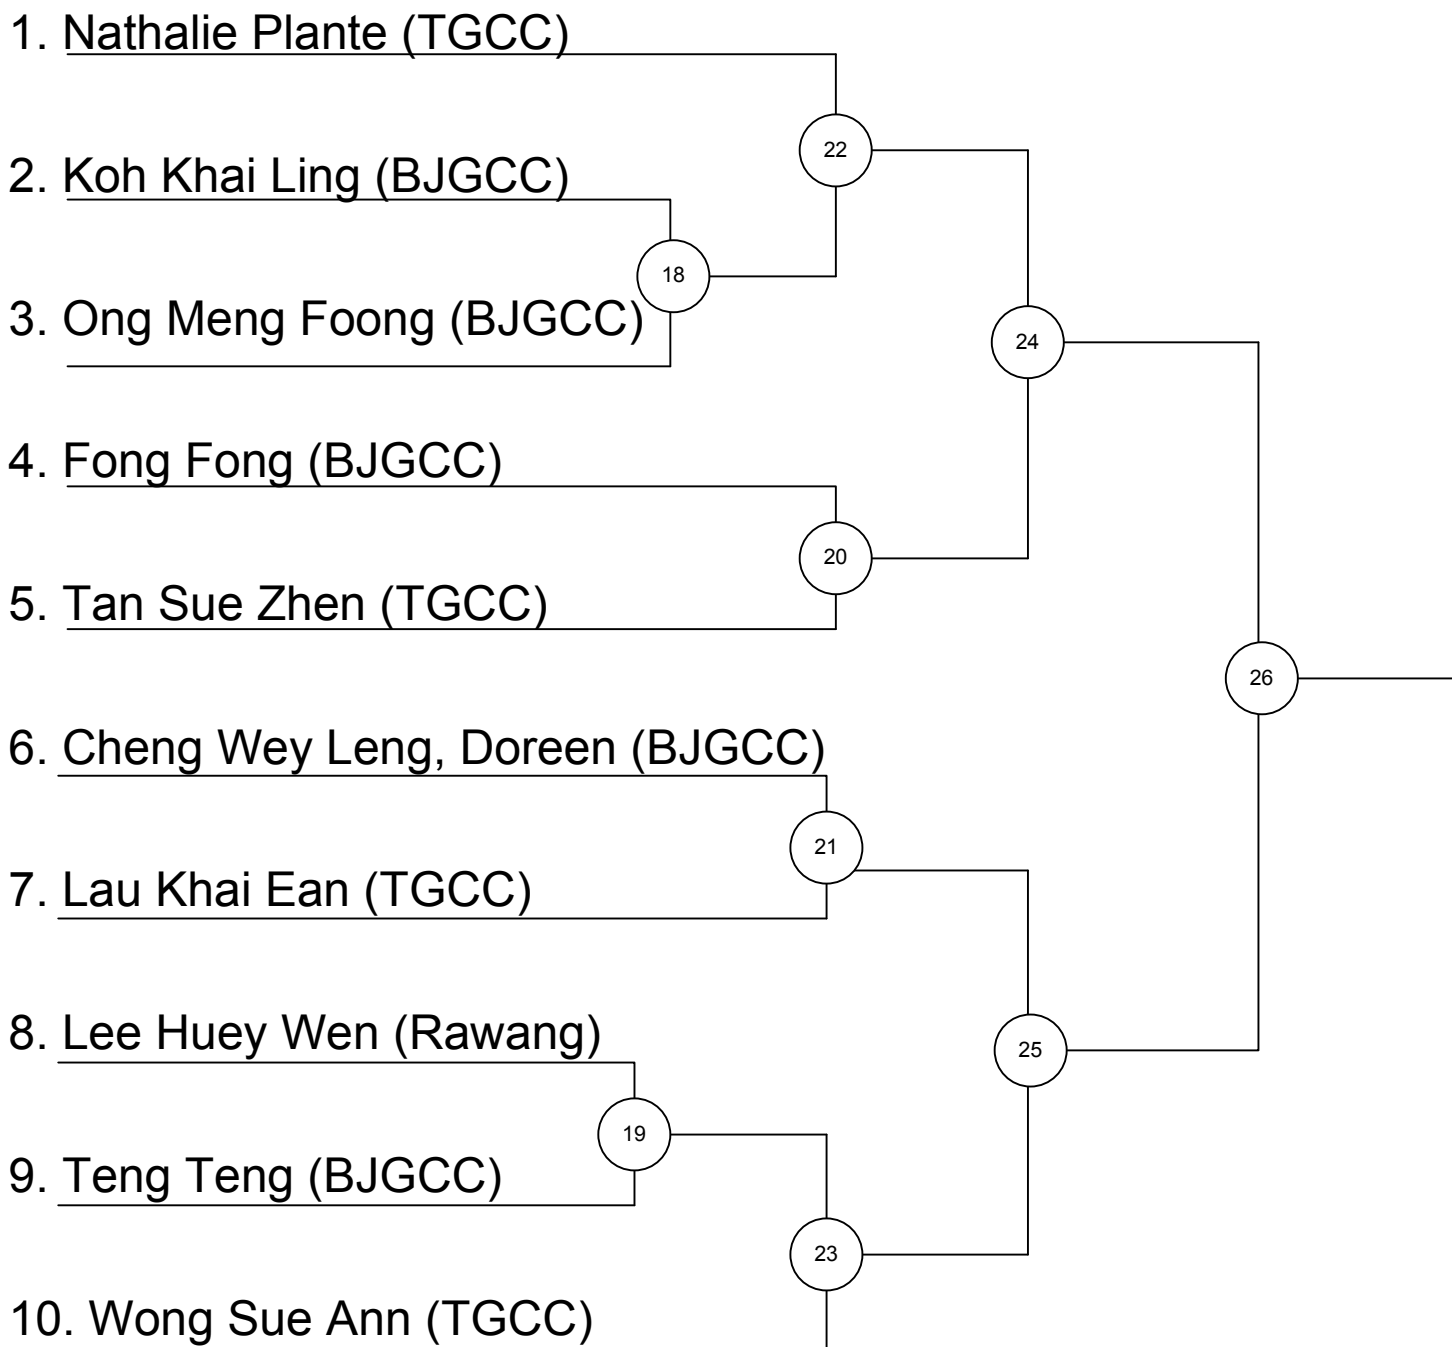 1. Nathalie Plante (TGCC)
22
2. Koh Khai Ling (BJGCC)
18
3. Ong Meng Foong (BJGCC)
24
4. Fong Fong (BJGCC)
20
5. Tan Sue Zhen (TGCC)
26
6. Cheng Wey Leng, Doreen (BJGCC)
21
7. Lau Khai Ean (TGCC)
8. Lee Huey Wen (Rawang)
25
19
9. Teng Teng (BJGCC)
23
10. Wong Sue Ann (TGCC)